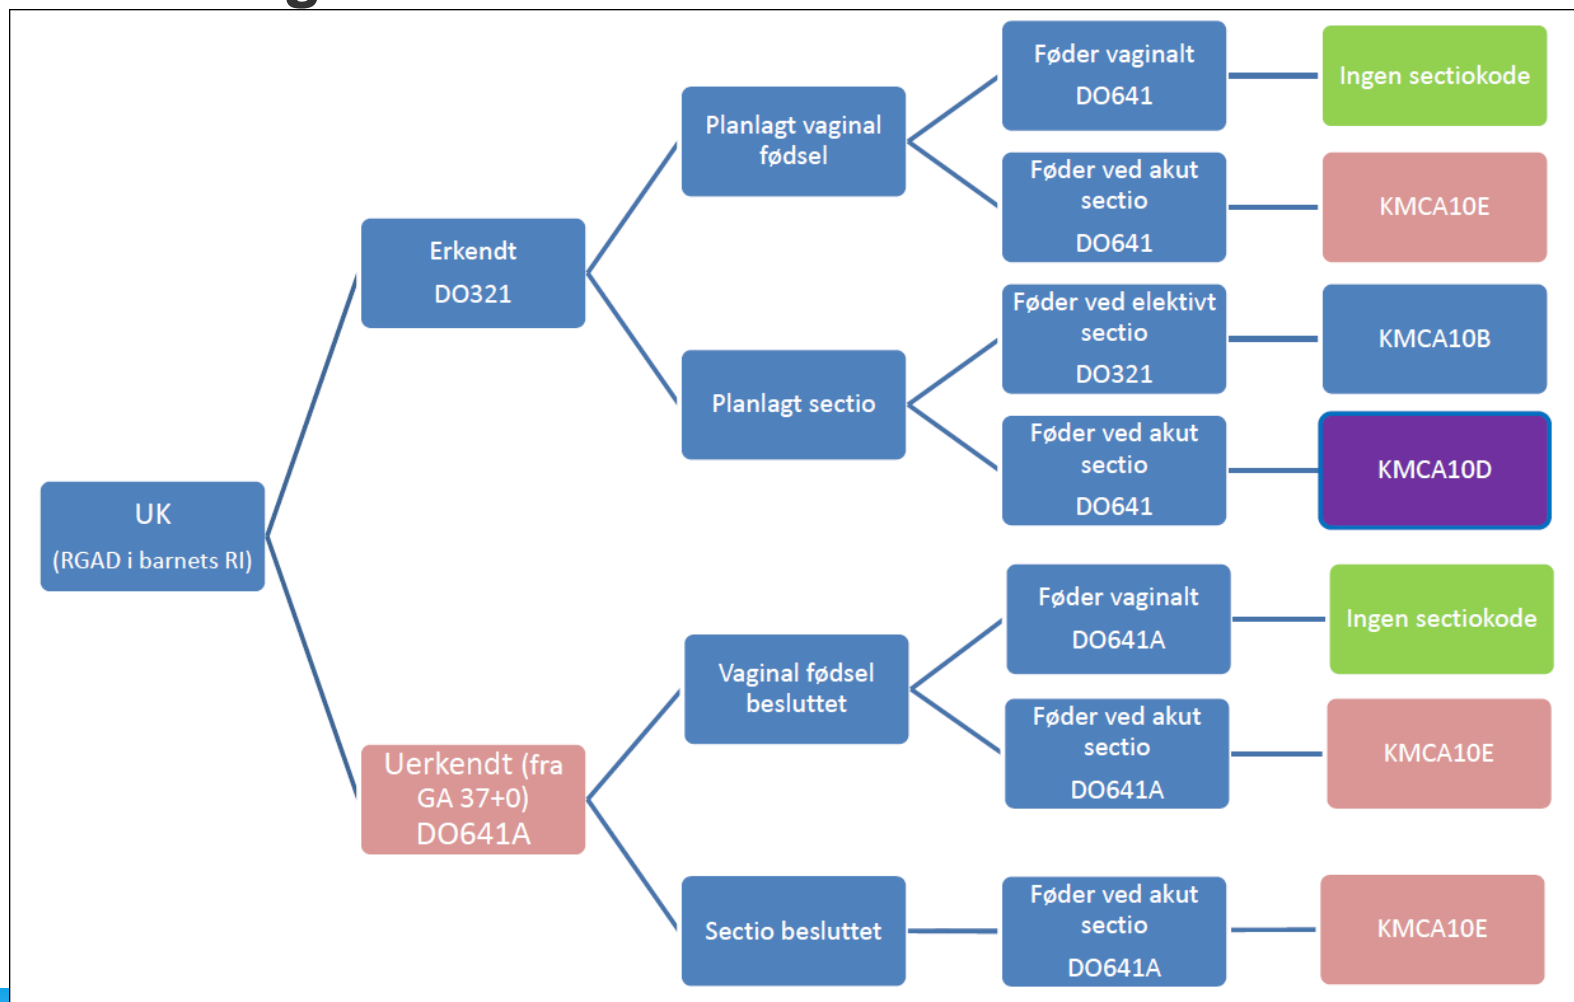 UK
(RGAD i barnets RI)
Erkendt
DO321
Planlagt vaginal
fødsel
Føder vaginalt
DO641
Ingen sectiokode
Føder ved akut
sectio
DO641
KMCA10E
Planlagt sectio
Føder ved elektivt
sectio
DO321
KMCA10B
Føder ved akut
sectio
DO641
KMCA10D
Uerkendt (fra
GA 37+0)
DO641A
Vaginal fødsel
besluttet
Føder vaginalt
DO641A
Ingen sectiokode
Føder ved akut
sectio
DO641A
KMCA10E
Sectio besluttet
Føder ved akut
sectio
DO641A
KMCA10E